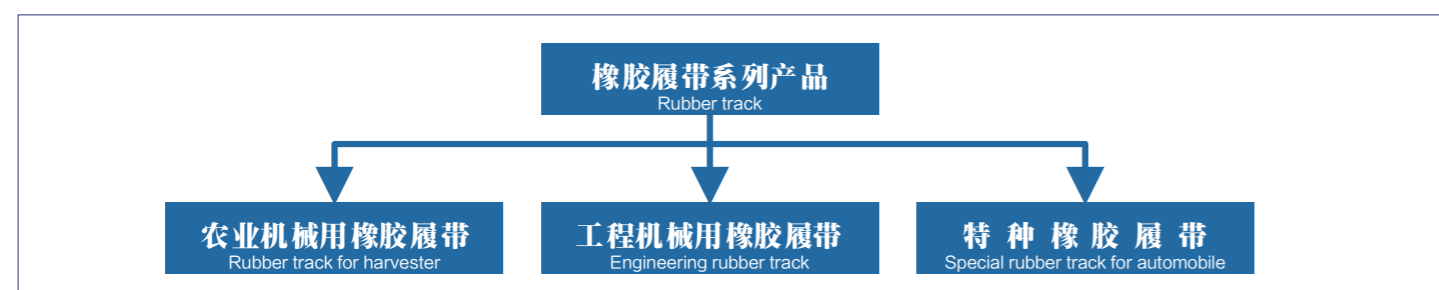 橡胶履带系列产品
Rubber track
农业机械用橡胶履带
Rubber track for harvester
工程机械用橡胶履带
Engineering rubber track
特种橡胶履带
Special rubber track for automobile